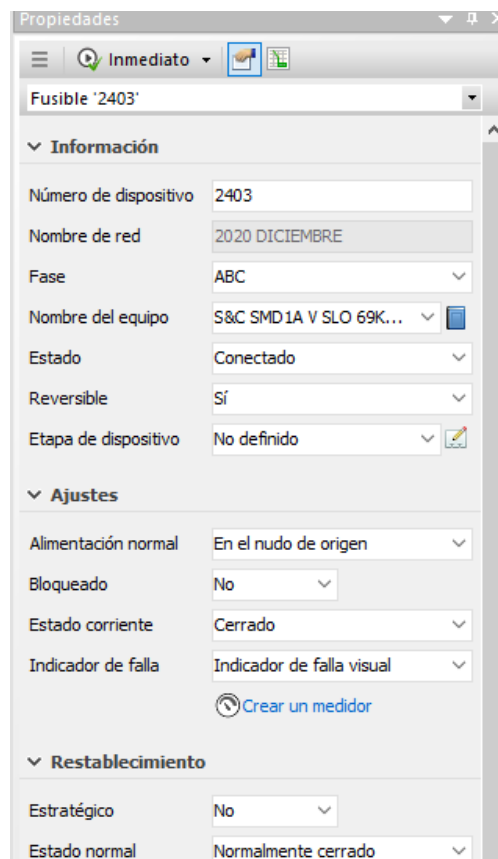 Propiedades
Inmediato
Fusible '2403'
Información
Número de dispositivo 2403
Nombre de red 2020 DICIEMBRE
Fase ABC
Nombre del equipo S&C SMD1A V SLO 69K...
Estado Conectado
Reversible Sí
Etapa de dispositivo No definido
Ajustes
Alimentación normal En el nudo de origen
Bloqueado No
Estado corriente Cerrado
Indicador de falla Indicador de falla visual
Crear un medidor
Restablecimiento
Estratégico No
Estado normal Normalmente cerrado